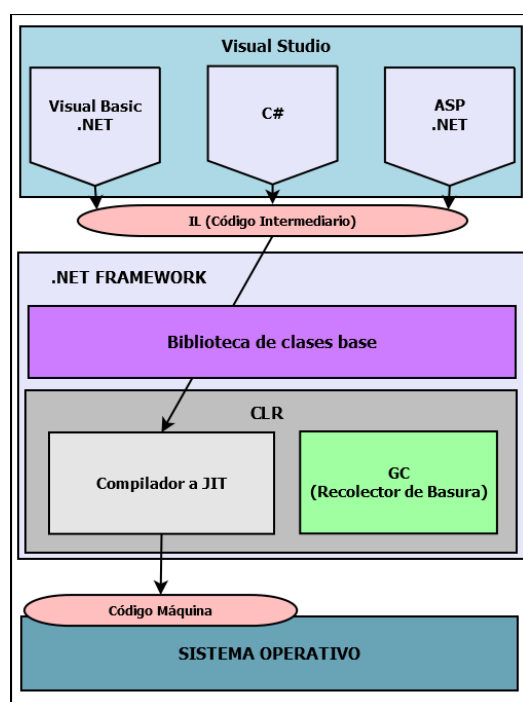 Visual Studio
Visual Basic
.NET
C#
ASP
.NET
IL (Código Intermediario)
.NET FRAMEWORK
Biblioteca de clases base
CLR
Compilador a JIT
GC
(Recolector de Basura)
Código Máquina
SISTEMA OPERATIVO